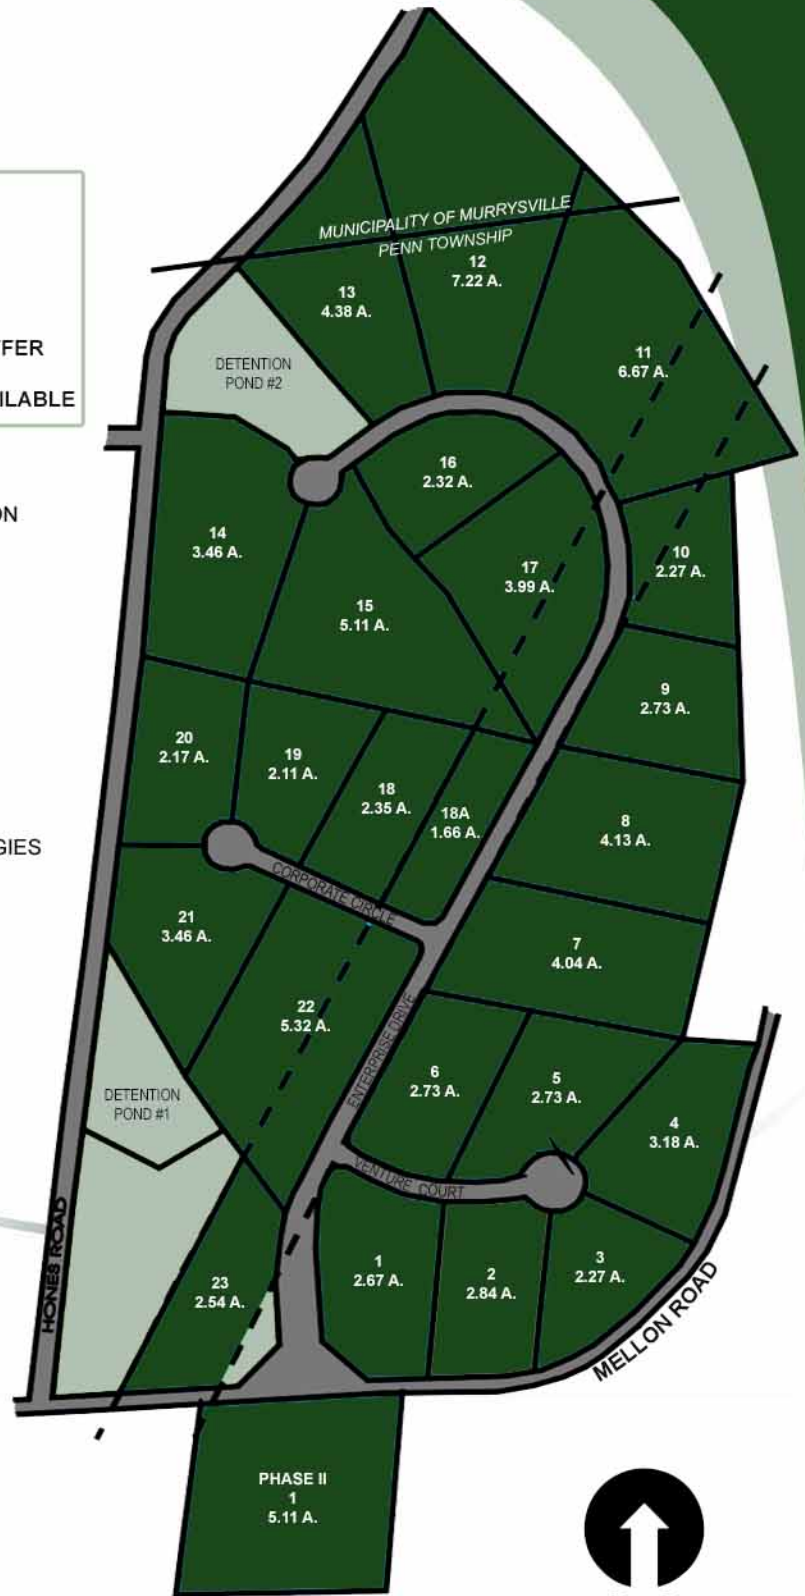 MUNICIPALITY OF MURRYSVILLE
PENN TOWNSHIP
12
7.22 A.
13
4.38 A.
FER
ILABLE
DETENTION
POND #2
11
6.67 A.
16
2.32 A.
ON
14
3.46 A.
17
3.99 A.
10
2.27 A.
15
5.11 A.
9
2.73 A.
20
2.17 A.
19
2.11 A.
18
2.35 A.
18A
1.66 A.
8
4.13 A.
GIES
CORPORATE CIRCLE
21
3.46 A.
7
4.04 A.
22
5.32 A.
ENTERPRISE DRIVE
6
2.73 A.
5
2.73 A.
DETENTION
POND #1
4
3.18 A.
VENTURE COURT
HONES ROAD
1
2.67 A.
2
2.84 A.
3
2.27 A.
23
2.54 A.
MELLON ROAD
PHASE II
1
5.11 A.